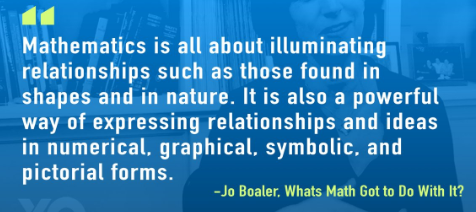 Mathematics is all about illuminating
relationships such as those found in
shapes and in nature. It is also a powerful
way of expressing relationships and ideas
in numerical, graphical, symbolic, and
pictorial forms.
–Jo Boaler, Whats Math Got to Do With It?